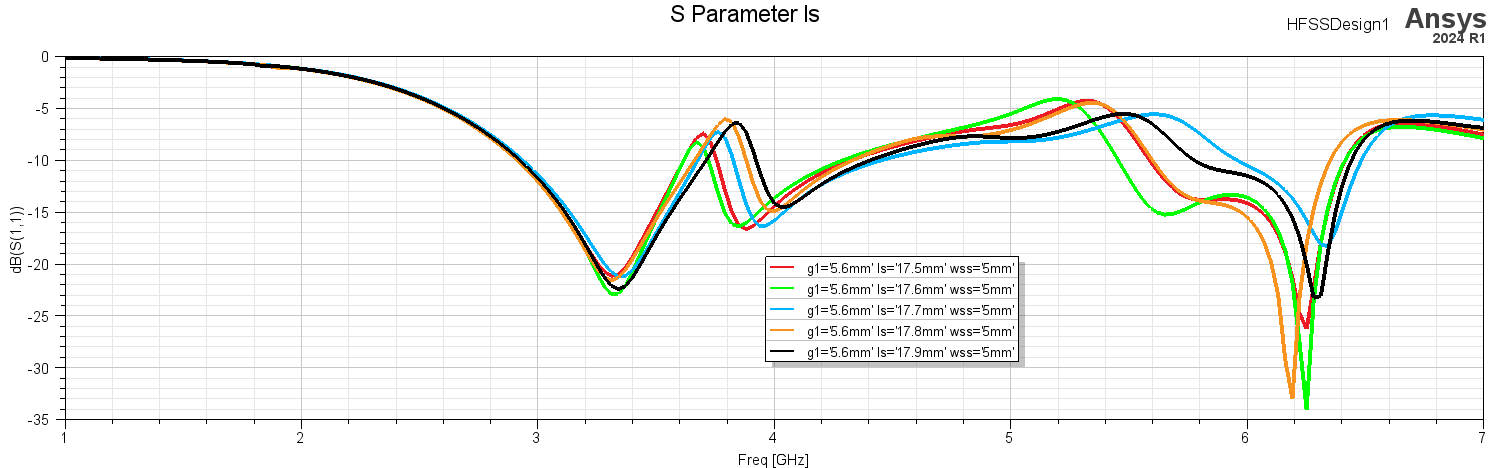 S Parameter ls
HFSSDesign1
Ansys
2024 R1
0
-5
-10
-15
-20
-25
-30
-35
dB(S(1,1))
g1='5.6mm' ls='17.5mm' wss='5mm'
g1='5.6mm' ls='17.6mm' wss='5mm'
g1='5.6mm' ls='17.7mm' wss='5mm'
g1='5.6mm' ls='17.8mm' wss='5mm'
g1='5.6mm' ls='17.9mm' wss='5mm'
1 2 3 4 5 6 7
Freq [GHz]